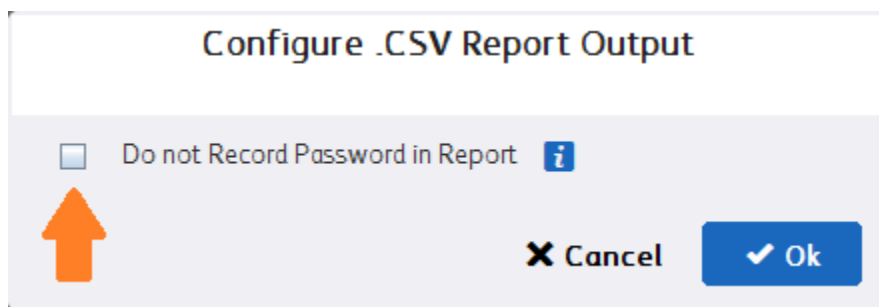 Configure .CSV Report Output
Do not Record Password in Report i
Cancel Ok